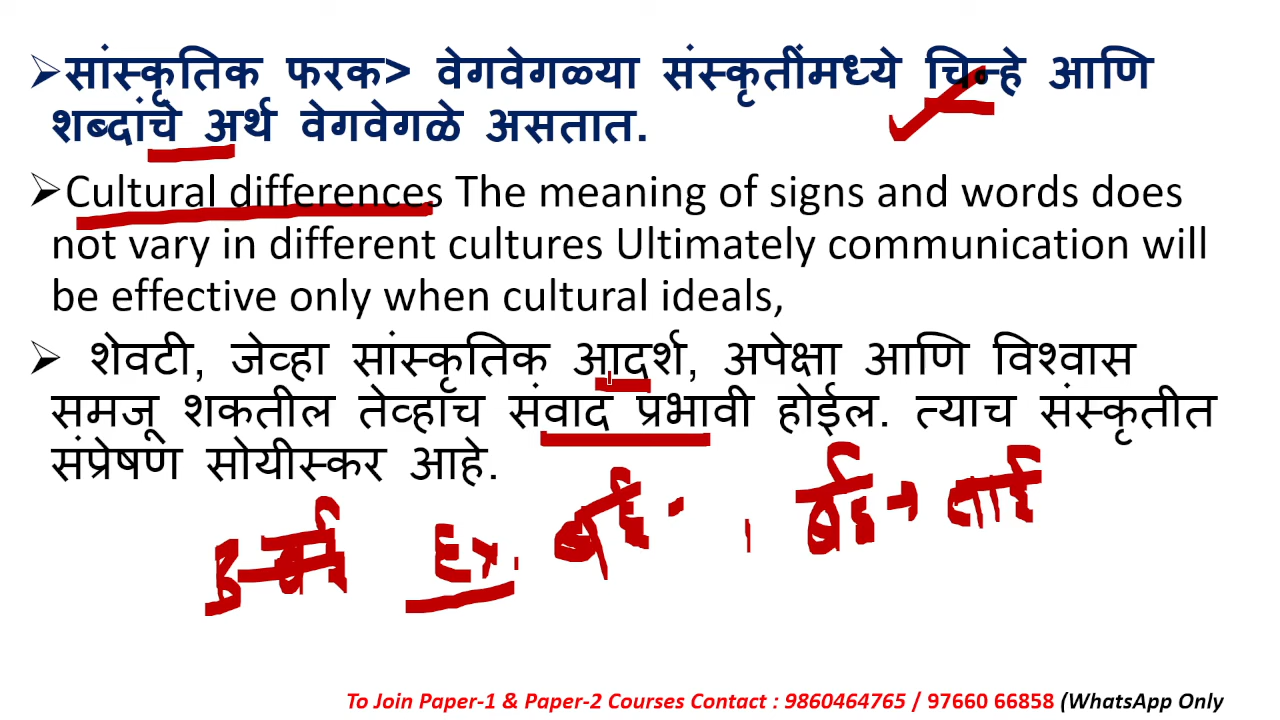 ➢सांस्कृतिक फरक> वेगवेगळ्या संस्कृतींमध्ये चिन्हे आणि
शब्दांचे अर्थ वेगवेगळे असतात.
➢Cultural differences The meaning of signs and words does
not vary in different cultures Ultimately communication will
be effective only when cultural ideals,
➢ शेवटी, जेव्हा सांस्कृतिक आदर्श, अपेक्षा आणि विश्वास
समजू शकतील तेव्हाच संवाद प्रभावी होईल. त्याच संस्कृतीत
संप्रेषण सोयीस्कर आहे.
Ex.
To Join Paper-1 & Paper-2 Courses Contact : 9860464765 / 97660 66858 (WhatsApp Only